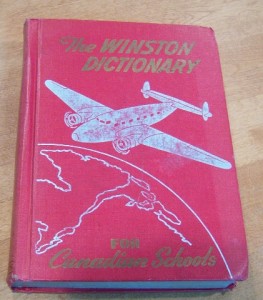 The WINSTON
DICTIONARY
FOR
Canadian Schools